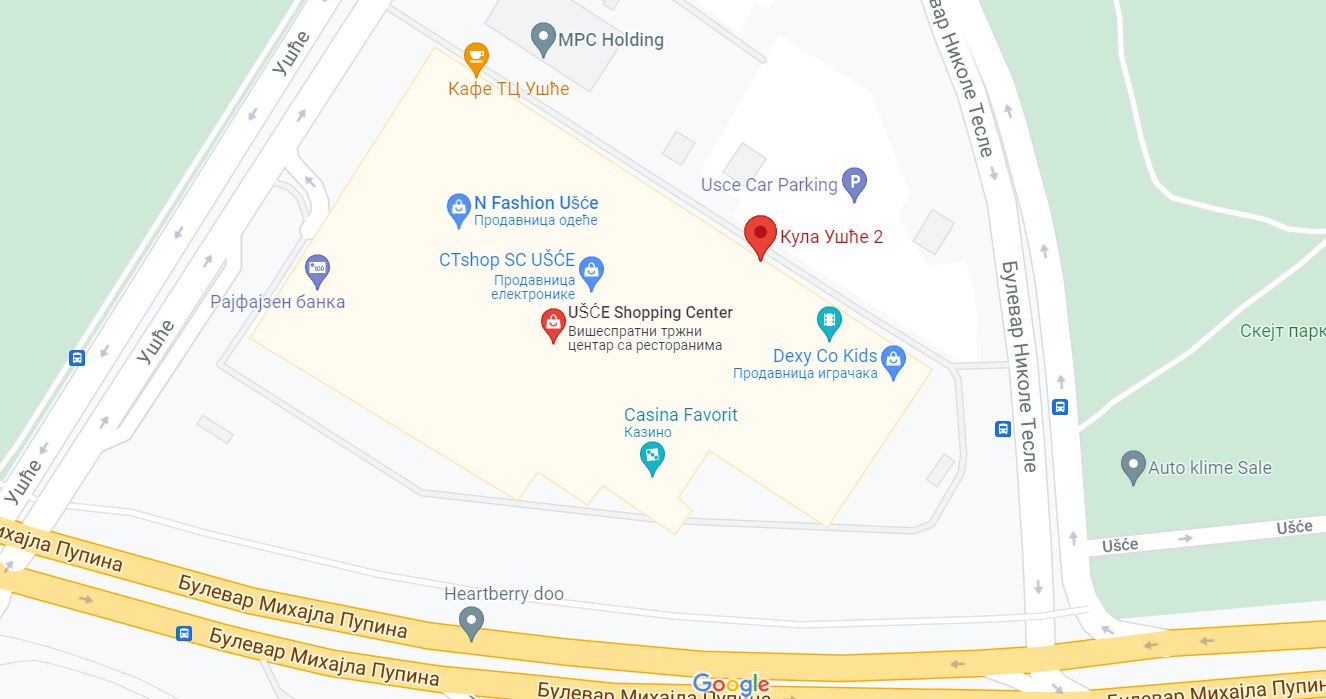 Ушће
вар Николе Тесле
MPC Holding
Кафе ТЦ Ушће
Usce Car Parking
P
N Fashion Ušće
Продавница одеће
Кула Ушће 2
CTshop SC UŠĆE
Продавница
електронике
Рајфајзен банка
UŠĆE Shopping Center
Вишеспратни тржни
центар са ресторанима
Булевар Николе Тесле
Ушће
Скејт парк
Dexy Co Kids
Продавница играчака
Casina Favorit
Казино
Auto klime Sale
Ушће
Ušće
Ušće
ихајла Пупина
Булевар Михајла Пупина
Heartberry doo
Булевар Михајла Пупина
Булевар Михајла Пупина
Google
Булевар Михајла Пупин